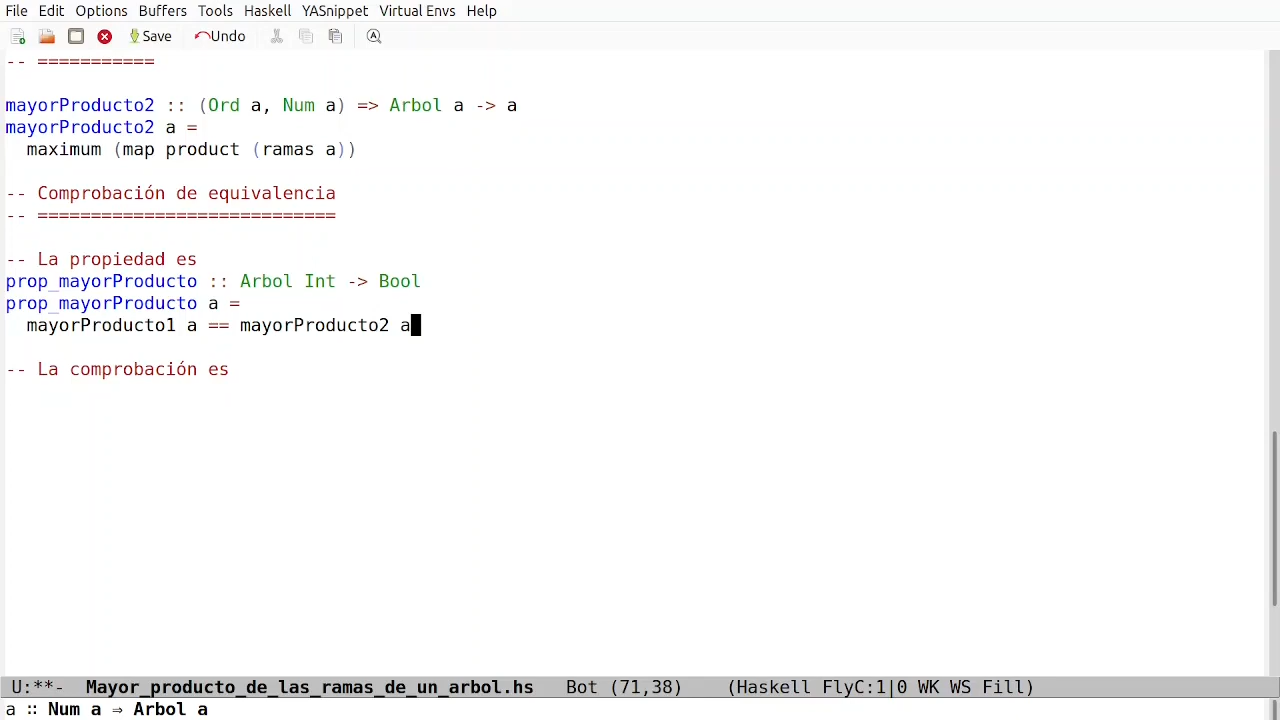 File Edit Options Buffers Tools Haskell YASnippet Virtual Envs Help
Save Undo
-- ===========
mayorProducto2 :: (Ord a, Num a) => Arbol a -> a
mayorProducto2 a =
  maximum (map product (ramas a))
-- Comprobación de equivalencia
-- ============================
-- La propiedad es
prop_mayorProducto :: Arbol Int -> Bool
prop_mayorProducto a =
  mayorProducto1 a == mayorProducto2 a
-- La comprobación es
U:**-  Mayor_producto_de_las_ramas_de_un_arbol.hs   Bot (71,38)    (Haskell FlyC:1|0 WK WS Fill)
a :: Num a ⇒ Arbol a